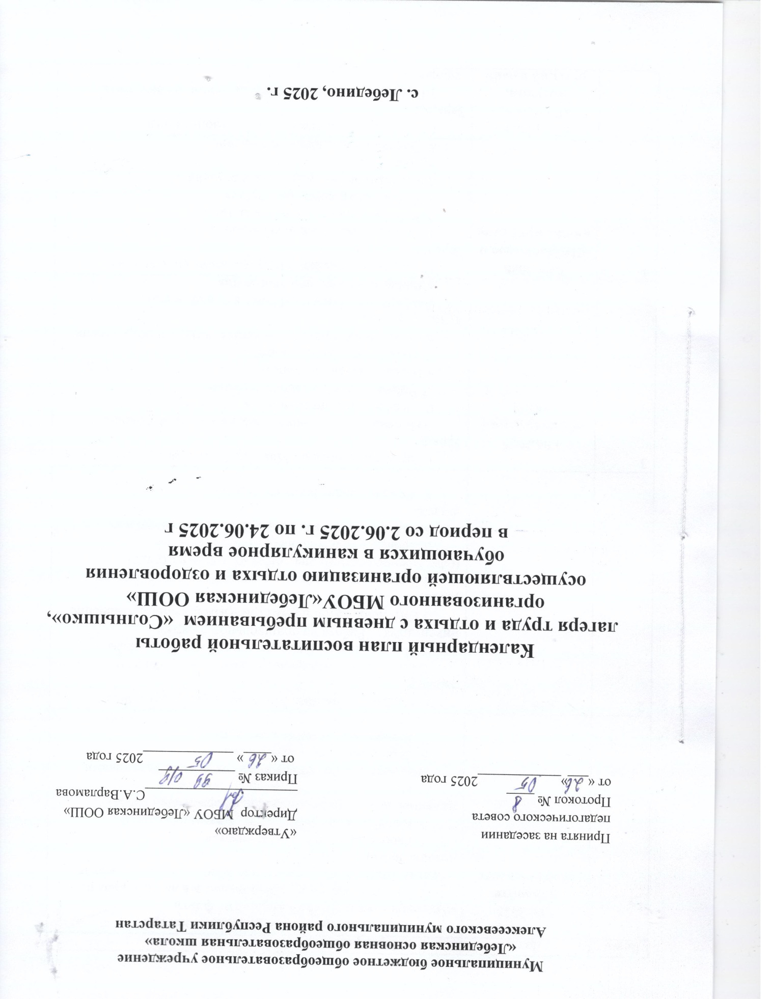 Муниципальное бюджетное общеобразовательное учреждение
«Лебединская основная общеобразовательная школа»
Алексеевского муниципального района Республики Татарстан
Принята на заседании
педагогического совета
Протокол № 8
от «26» 05 2025 года
«Утверждаю»
Директор МБОУ «Лебединская ООШ»
С.А.Варламова
Приказ № 99 о/д
от «26» 05 2025 года
Календарный план воспитательной работы
лагеря труда и отдыха с дневным пребыванием «Солнышко»,
организованного МБОУ«Лебединская ООШ»
осуществляющей организацию отдыха и оздоровления
обучающихся в каникулярное время
в период со 2.06.2025 г. по 24.06.2025 г
с. Лебедино, 2025 г.